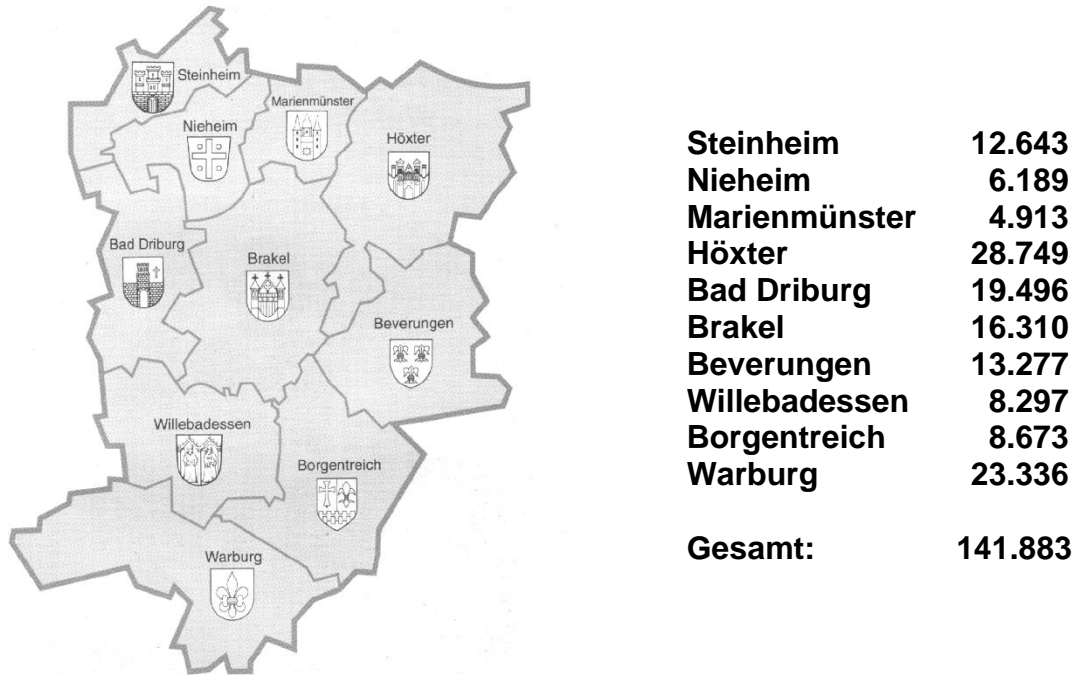 Steinheim
Marienmünster
Nieheim
Höxter
Bad Driburg
Brakel
Beverungen
Willebadessen
Borgentreich
Warburg
Steinheim 12.643
Nieheim 6.189
Marienmünster 4.913
Höxter 28.749
Bad Driburg 19.496
Brakel 16.310
Beverungen 13.277
Willebadessen 8.297
Borgentreich 8.673
Warburg 23.336
Gesamt: 141.883